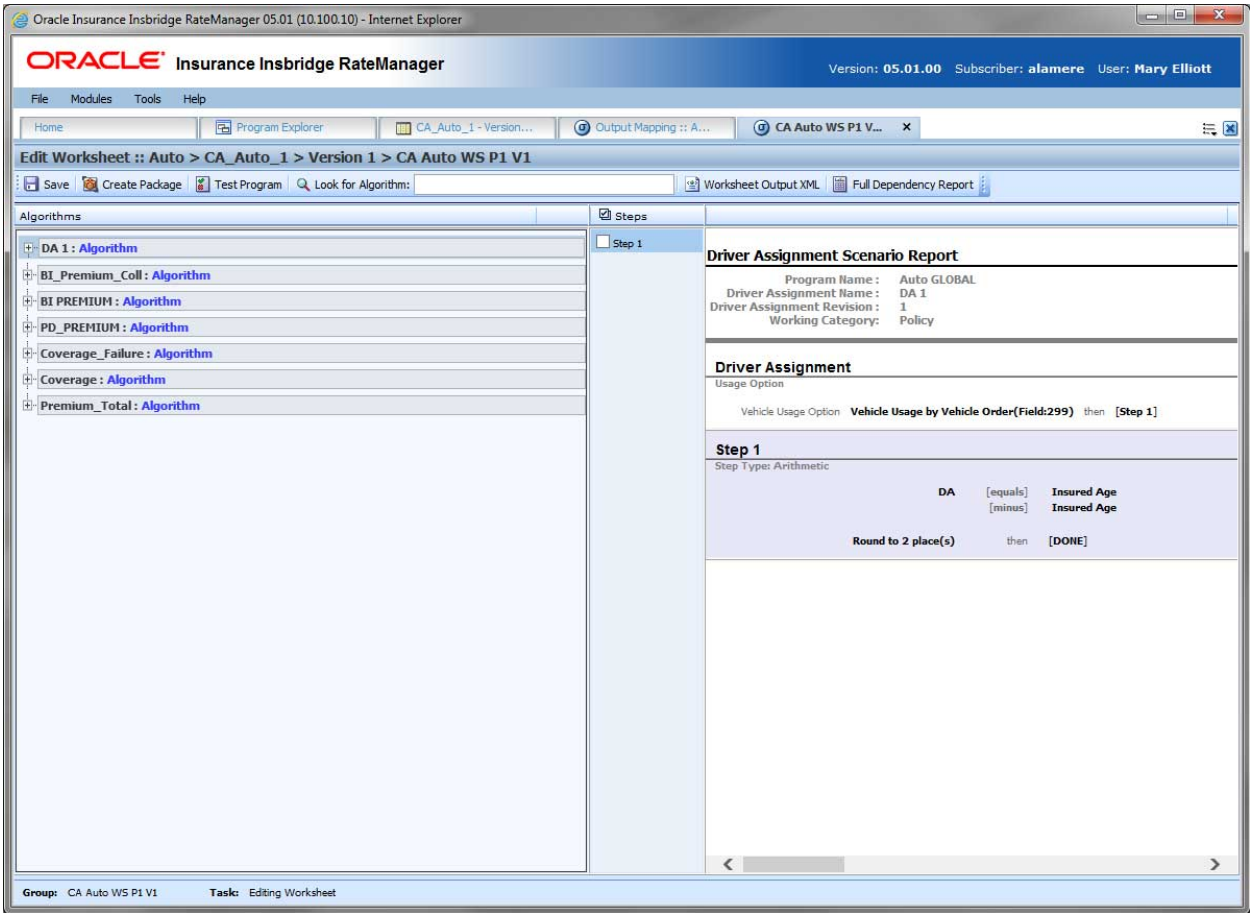 Oracle Insurance Insbridge RateManager 05.01 (10.100.10) - Internet Explorer
ORACLE® Insurance Insbridge RateManager
Version: 05.01.00 Subscriber: alamere User: Mary Elliott
File Modules Tools Help
Home Program Explorer CA_Auto_1 - Version... Output Mapping :: A... CA Auto WS P1 V... x
Edit Worksheet :: Auto > CA_Auto_1 > Version 1 > CA Auto WS P1 V1
Save Create Package Test Program Look for Algorithm: Worksheet Output XML Full Dependency Report
Algorithms Steps
DA 1 : Algorithm
BI_Premium_Coll : Algorithm
BI PREMIUM : Algorithm
PD_PREMIUM : Algorithm
Coverage_Failure : Algorithm
Coverage : Algorithm
Premium_Total : Algorithm
Step 1
Driver Assignment Scenario Report
Program Name : Auto GLOBAL
Driver Assignment Name : DA 1
Driver Assignment Revision : 1
Working Category: Policy
Driver Assignment
Usage Option
Vehicle Usage Option Vehicle Usage by Vehicle Order(Field:299) then [Step 1]
Step 1
Step Type: Arithmetic
DA [equals] Insured Age
[minus] Insured Age
Round to 2 place(s) then [DONE]
Group: CA Auto WS P1 V1 Task: Editing Worksheet